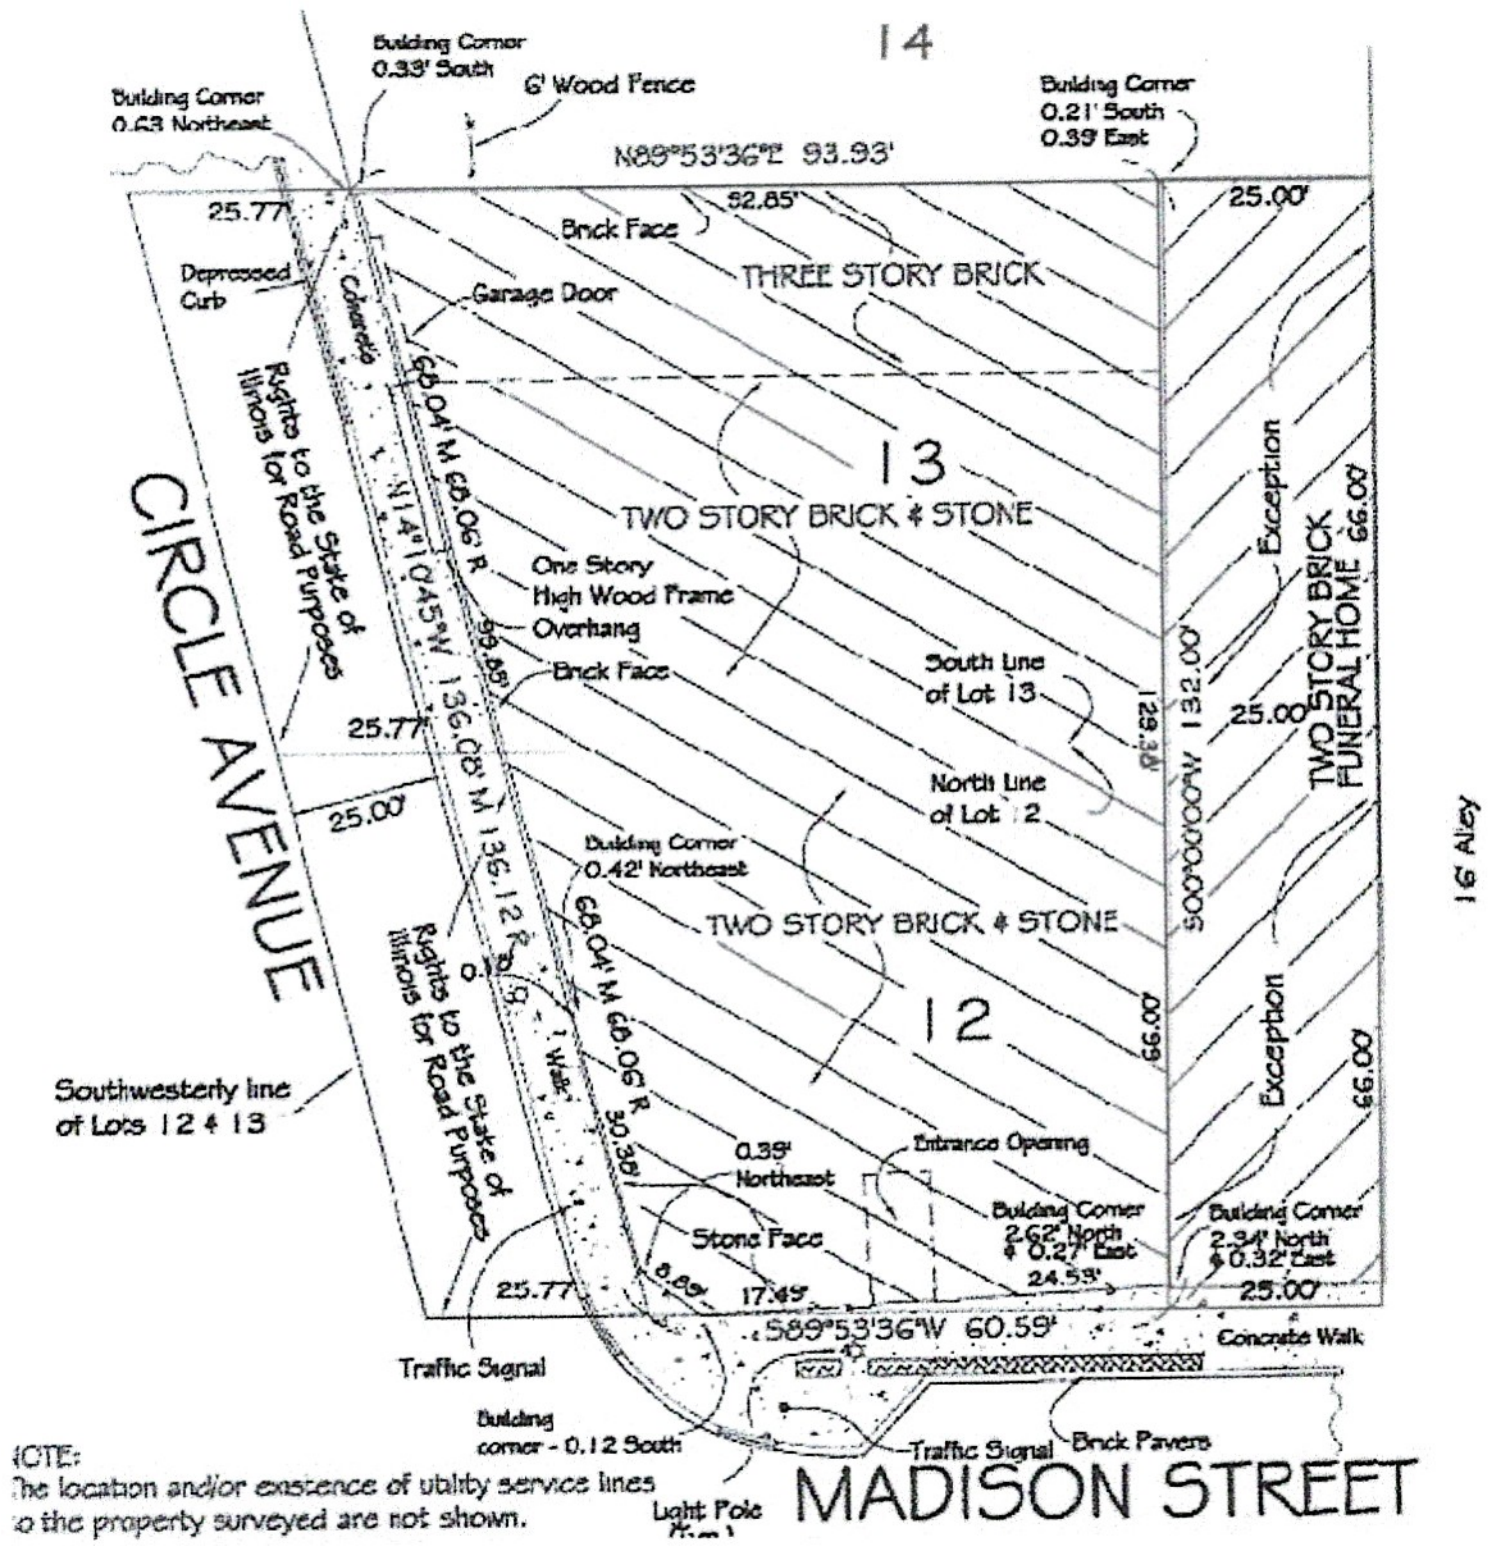 14
Building Corner
0.33' South
6' Wood Fence
Building Corner
0.63 Northeast
Building Corner
0.21' South
0.39' East
N89°53'36"E 93.93'
25.77'
92.85'
25.00'
Brick Face
THREE STORY BRICK
Depressed
Curb
Concrete
Garage Door
68.04' M 68.06' R
Rights to the State of
Illinois for Road Purposes
13
TWO STORY BRICK & STONE
Exception
66.00'
TWO STORY BRICK
FUNERAL HOME
CIRCLE AVENUE
N14°10'45"W 136.08' M 136.12' R
One Story
High Wood Frame
Overhang
99.88'
Brick Face
South Line
of Lot 13
129.38'
S00°00'00"W 132.00'
25.00'
25.77'
25.00'
North Line
of Lot 12
16' Alley
Building Corner
0.42' Northeast
68.04' M 68.06' R
TWO STORY BRICK & STONE
12
Rights to the State of
Illinois for Road Purposes
Walk
66.00'
Exception
66.00'
Southwesterly line
of Lots 12 & 13
30.38'
0.39'
Northeast
Entrance Opening
Stone Face
Building Corner
2.62' North
& 0.27' East
Building Corner
2.34' North
& 0.32' East
25.77'
8.89'
17.49'
24.53'
25.00'
S89°53'36"W 60.59'
Concrete Walk
Traffic Signal
Building
corner - 0.12 South
Traffic Signal
Brick Pavers
The location and/or existence of utility service lines
to the property surveyed are not shown.
Light Pole
MADISON STREET